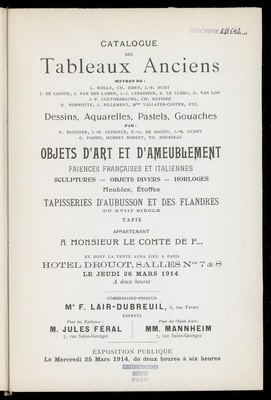 GESCHENK
CATALOGUE
DES
Tableaux Anciens
ŒUVRES DE :
L. BOILLY, CH. EISEN, J.-B. HUET
E. DE LAJOUE, J. VAN DER LAMEN, J.-J. LEBARBIER, S. LE CLERC, G. VAN LOO
J.-P. LOUTHERBOURG, CH. NATOIRE
D. NONNOTTE, J. PILLEMENT, Mme VALLAYER-COSTER, ETC.
Dessins, Aquarelles, Pastels, Gouaches
PAR :
F. BOUCHER, J.-B. LEPRINCE, P.-A. DE MACHY, J.-B. OUDRY
G. PANINI, HUBERT ROBERT, TH. ROUSSEAU
OBJETS D'ART ET D'AMEUBLEMENT
FAIENCES FRANÇAISES ET ITALIENNES
SCULPTURES — OBJETS DIVERS — HORLOGES
Meubles, Étoffes
TAPISSERIES D'AUBUSSON ET DES FLANDRES
DU XVIIIe SIÈCLE
TAPIS
APPARTENANT
A MONSIEUR LE COMTE DE P...
ET DONT LA VENTE AURA LIEU A PARIS
HOTEL DROUOT, SALLES Nos 7 & 8
LE JEUDI 26 MARS 1914
A deux heures
COMMISSAIRE-PRISEUR
Me F. LAIR-DUBREUIL, 6, rue Favart
EXPERTS
Pour les Tableaux :
M. JULES FÉRAL
7, rue Saint-Georges
Pour les Objets d'art :
MM. MANNHEIM
7, rue Saint-Georges
EXPOSITION PUBLIQUE
Le Mercredi 25 Mars 1914, de deux heures à six heures
PARIS